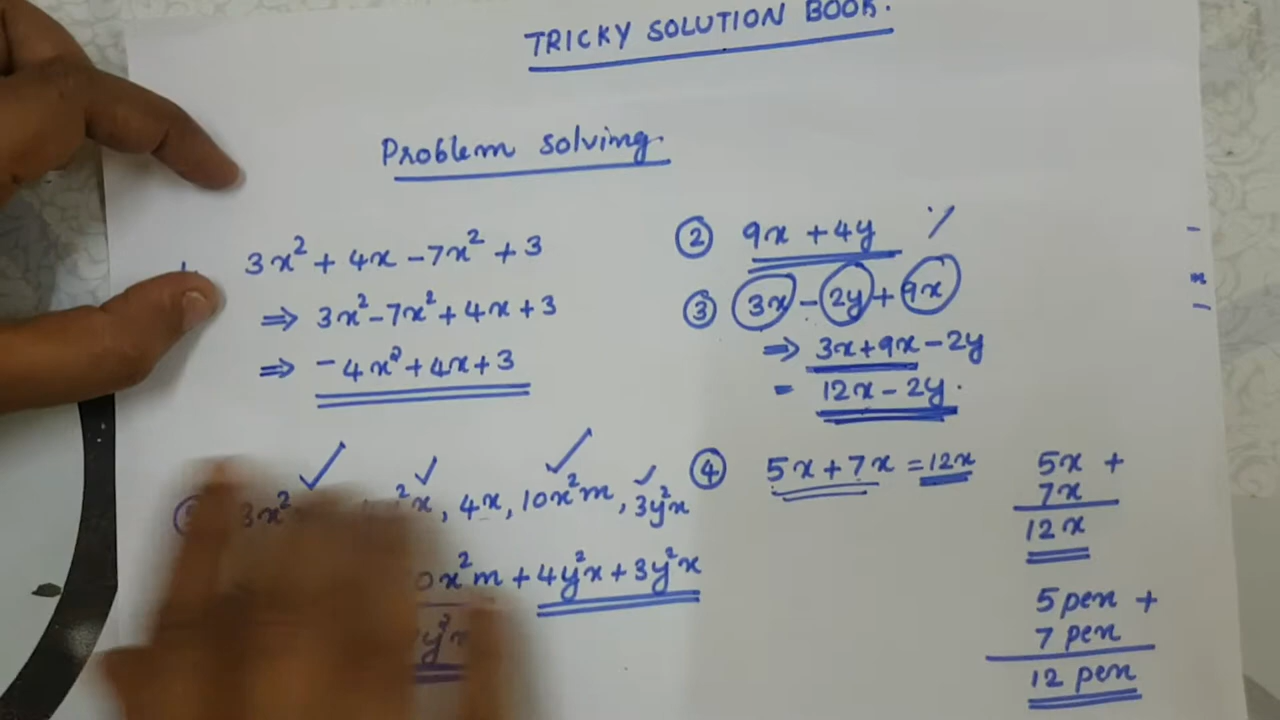 TRICKY SOLUTION BOOK.
Problem solving
3x² + 4x - 7x² + 3
⇒ 3x² - 7x² + 4x + 3
⇒ -4x² + 4x + 3
② 9x + 4y
③ 3x - 2y + 9x
⇒ 3x + 9x - 2y
= 12x - 2y.
④ 5x + 7x = 12x
5x +
7x
12x
5 pen +
7 pen
12 pen
3x² , 4x, 10x²m, 3y²x
x²m + 4y²x + 3y²x